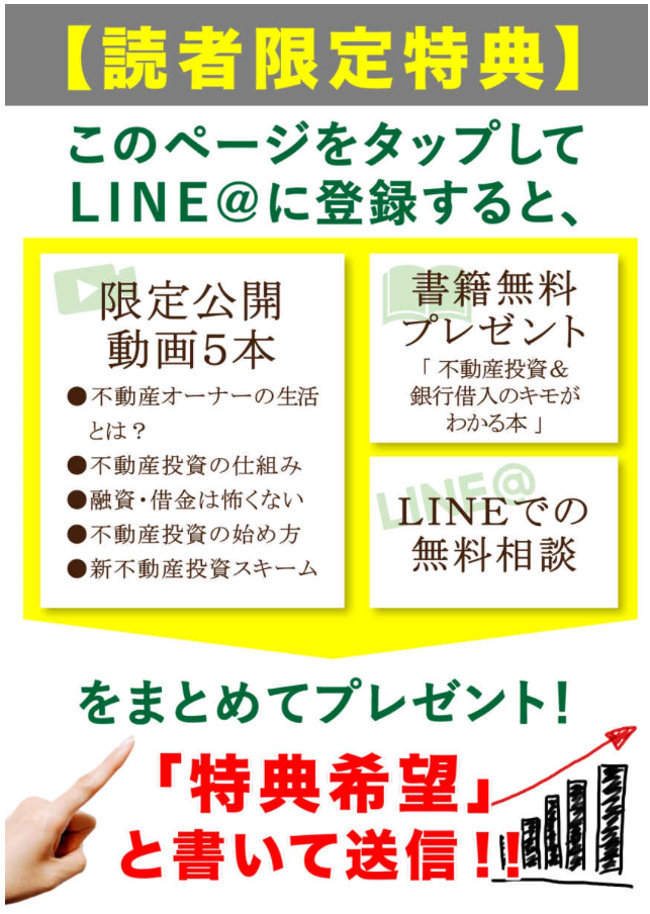 【読者限定特典】
このページをタップして
LINE@に登録すると、
限定公開
動画5本
●不動産オーナーの生活
とは？
●不動産投資の仕組み
●融資・借金は怖くない
●不動産投資の始め方
●新不動産投資スキーム
書籍無料
プレゼント
「不動産投資＆
銀行借入のキモが
わかる本」
LINE@
LINEでの
無料相談
をまとめてプレゼント！
「特典希望」
と書いて送信！！